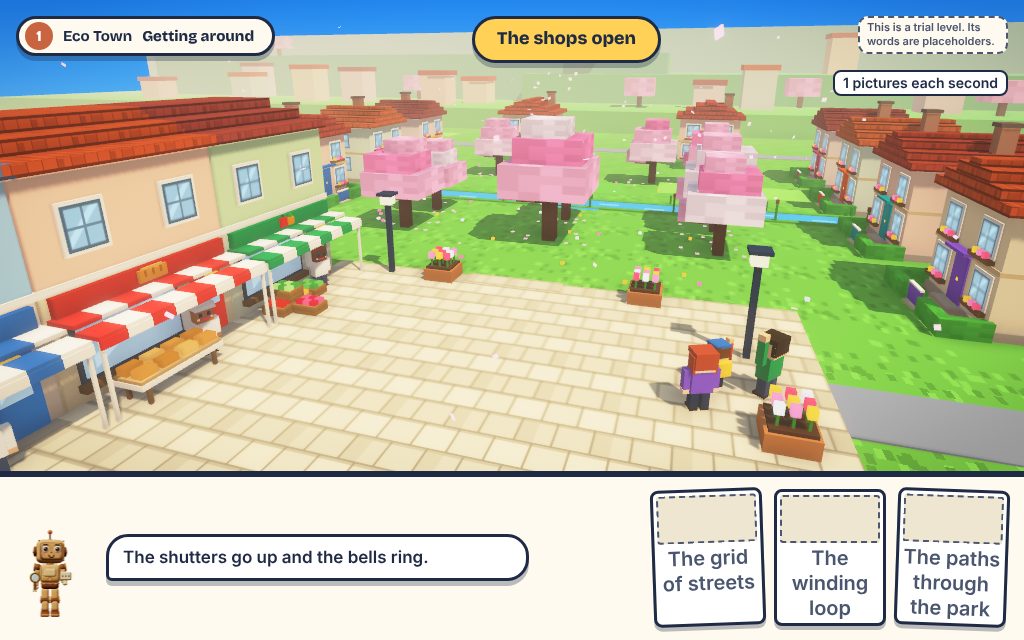 1 Eco Town Getting around
The shops open
This is a trial level. Its
words are placeholders.
1 pictures each second
The shutters go up and the bells ring.
The grid
of streets
The
winding
loop
The paths
through
the park